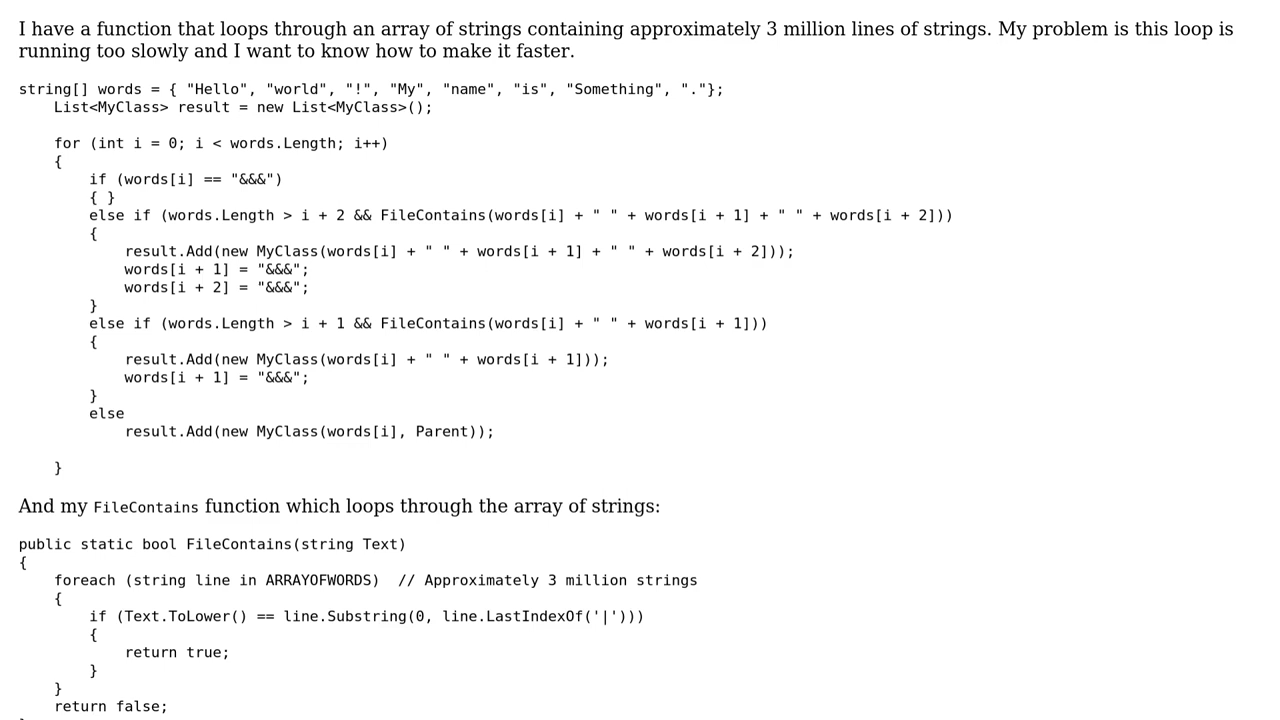 I have a function that loops through an array of strings containing approximately 3 million lines of strings. My problem is this loop is
running too slowly and I want to know how to make it faster.
string[] words = { "Hello", "world", "!", "My", "name", "is", "Something", "."};
    List<MyClass> result = new List<MyClass>();
    for (int i = 0; i < words.Length; i++)
    {
        if (words[i] == "&&&")
        { }
        else if (words.Length > i + 2 && FileContains(words[i] + " " + words[i + 1] + " " + words[i + 2]))
        {
            result.Add(new MyClass(words[i] + " " + words[i + 1] + " " + words[i + 2]));
            words[i + 1] = "&&&";
            words[i + 2] = "&&&";
        }
        else if (words.Length > i + 1 && FileContains(words[i] + " " + words[i + 1]))
        {
            result.Add(new MyClass(words[i] + " " + words[i + 1]));
            words[i + 1] = "&&&";
        }
        else
            result.Add(new MyClass(words[i], Parent));
    }
And my FileContains function which loops through the array of strings:
public static bool FileContains(string Text)
{
    foreach (string line in ARRAYOFWORDS)  // Approximately 3 million strings
    {
        if (Text.ToLower() == line.Substring(0, line.LastIndexOf('|')))
        {
            return true;
        }
    }
    return false;